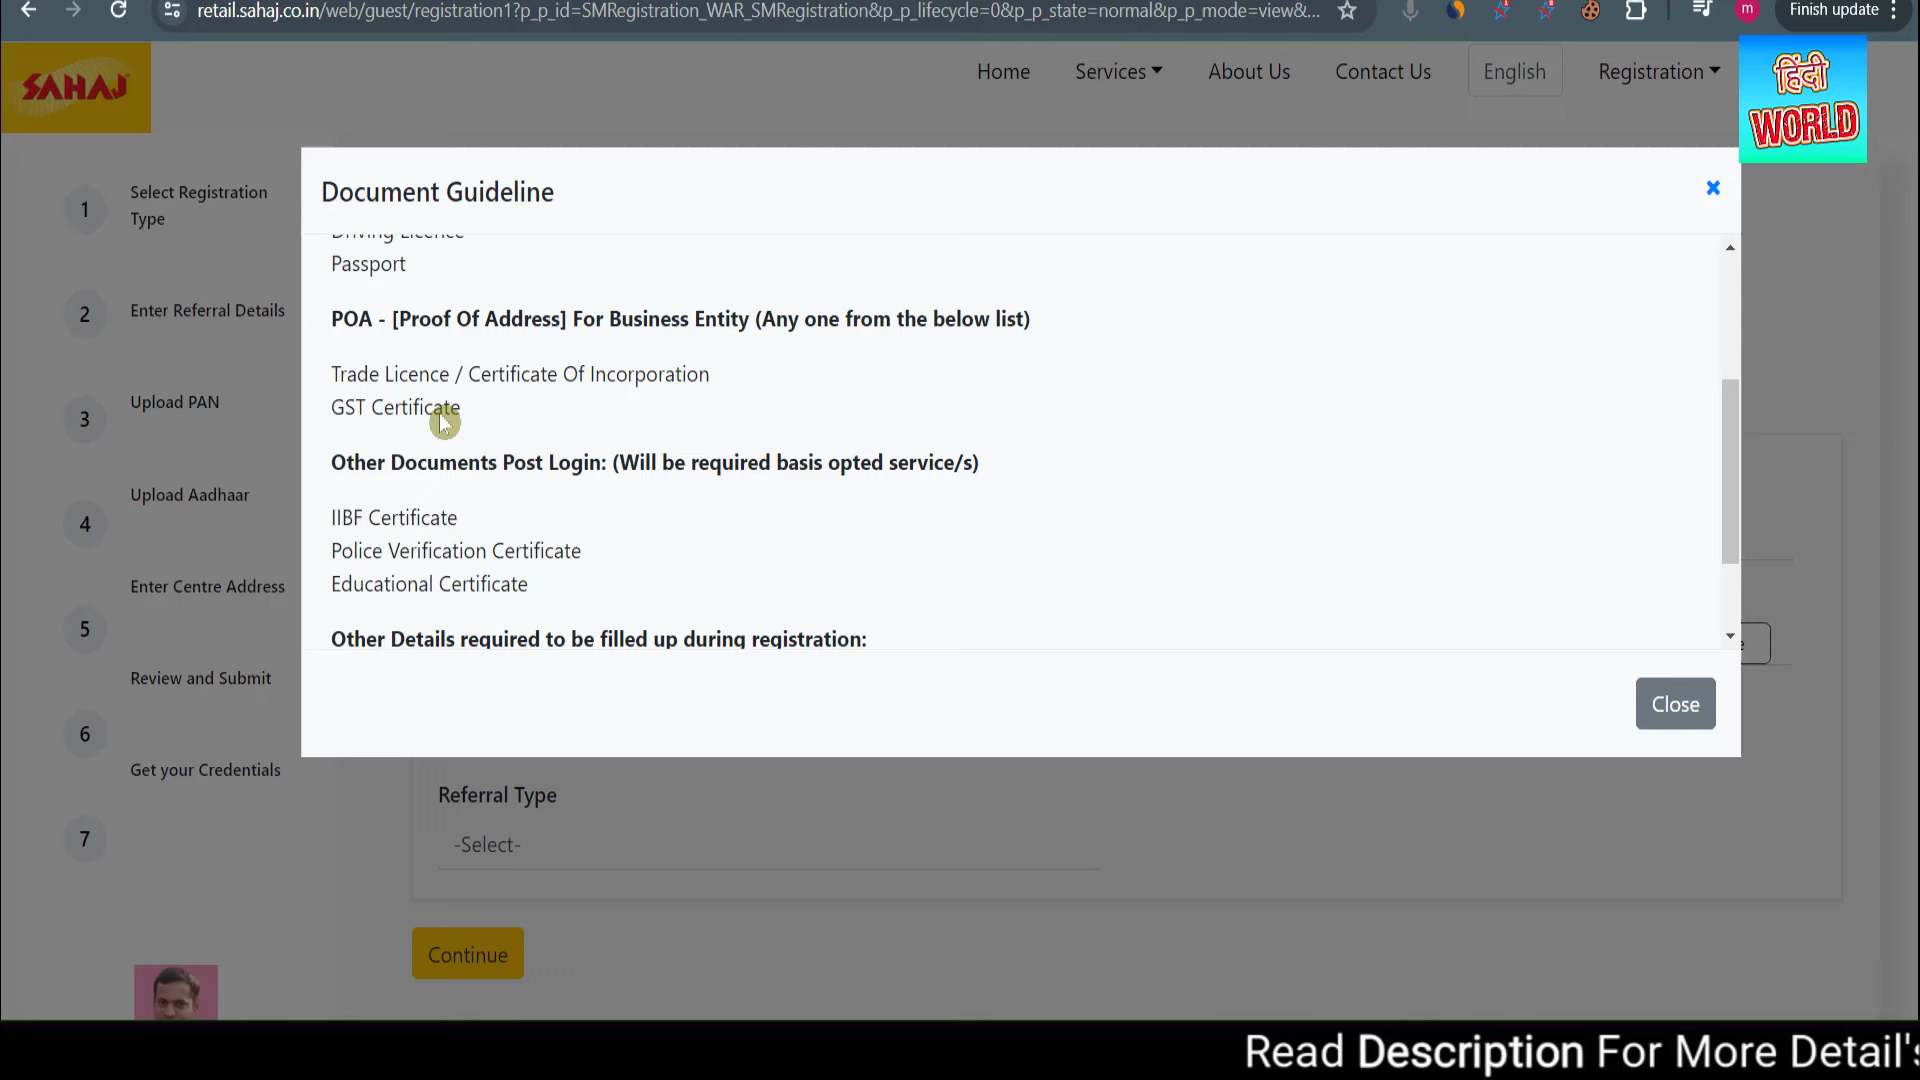 retail.sahaj.co.in/web/guest/registration1?p_p_id=SMRegistration_WAR_SMRegistration&p_p_lifecycle=0&p_p_state=normal&p_p_mode=view&...
m
Finish update
SAHAJ
Home
Services
About Us
Contact Us
English
Registration
हिंदी
WORLD
1
Select Registration
Type
2
Enter Referral Details
3
Upload PAN
4
Upload Aadhaar
5
Enter Centre Address
6
Review and Submit
7
Get your Credentials
Document Guideline
Driving Licence
Passport
POA - [Proof Of Address] For Business Entity (Any one from the below list)
Trade Licence / Certificate Of Incorporation
GST Certificate
Other Documents Post Login: (Will be required basis opted service/s)
IIBF Certificate
Police Verification Certificate
Educational Certificate
Other Details required to be filled up during registration:
Close
Referral Type
-Select-
Continue
Read Description For More Detail's